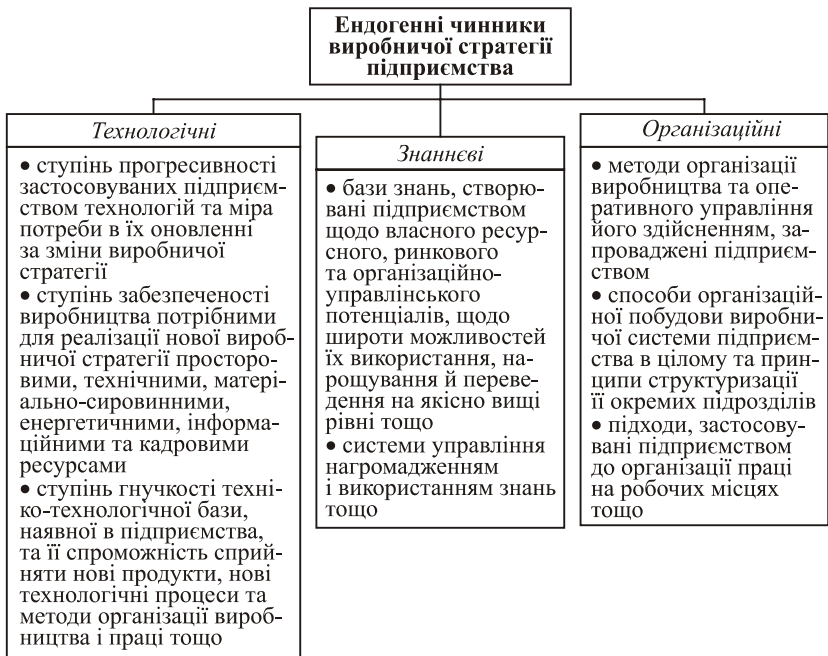 Ендогенні чинники
виробничої стратегії
підприємства
Технологічні
• ступінь прогресивності
застосовуваних підприєм-
ством технологій та міра
потреби в їх оновленні
за зміни виробничої
стратегії
• ступінь забезпеченості
виробництва потрібними
для реалізації нової вироб-
ничої стратегії просторо-
вими, технічними, матері-
ально-сировинними,
енергетичними, інформа-
ційними та кадровими
ресурсами
• ступінь гнучкості техні-
ко-технологічної бази,
наявної в підприємства,
та її спроможність сприй-
няти нові продукти, нові
технологічні процеси та
методи організації вироб-
ництва і праці тощо
Знаннєві
• бази знань, створю-
вані підприємством
щодо власного ресурс-
ного, ринкового
та організаційно-
управлінського
потенціалів, щодо
широти можливостей
їх використання, на-
рощування й переве-
дення на якісно вищі
рівні тощо
• системи управління
нагромадженням
і використанням знань
тощо
Організаційні
• методи організації
виробництва та опе-
ративного управління
його здійсненням, за-
проваджені підприєм-
ством
• способи організацій-
ної побудови виробни-
чої системи підприєм-
ства в цілому та прин-
ципи структуризації
її окремих підрозділів
• підходи, застосову-
вані підприємством
до організації праці
на робочих місцях
тощо